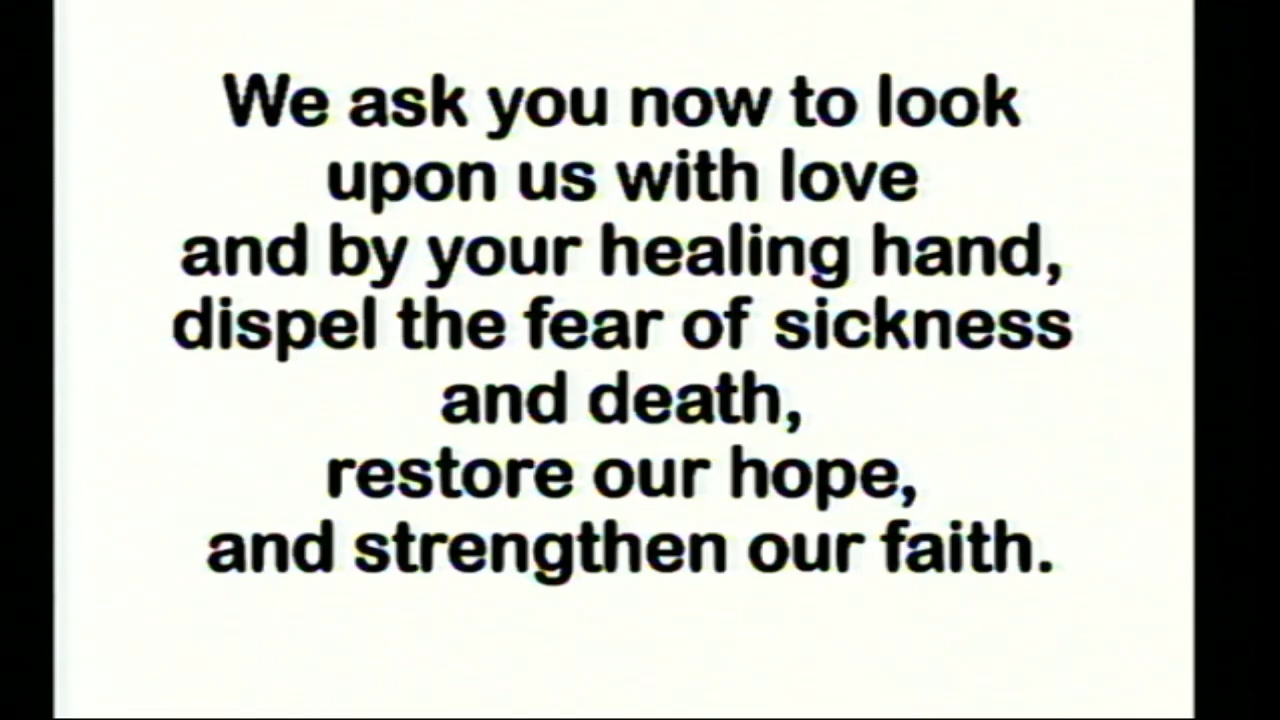 We ask you now to look
upon us with love
and by your healing hand,
dispel the fear of sickness
and death,
restore our hope,
and strengthen our faith.